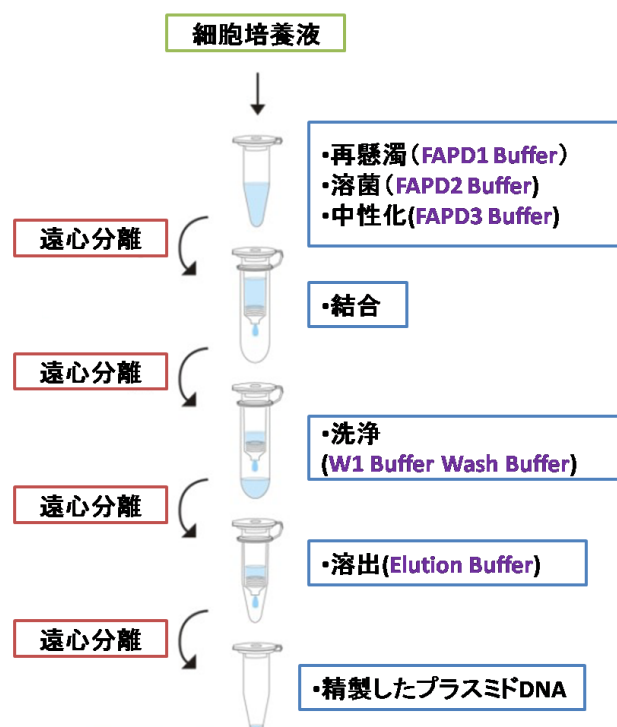 細胞培養液
・再懸濁（FAPD1 Buffer）
・溶菌（FAPD2 Buffer)
・中性化(FAPD3 Buffer)
遠心分離
・結合
遠心分離
・洗浄
(W1 Buffer Wash Buffer)
遠心分離
・溶出(Elution Buffer)
遠心分離
・精製したプラスミドDNA